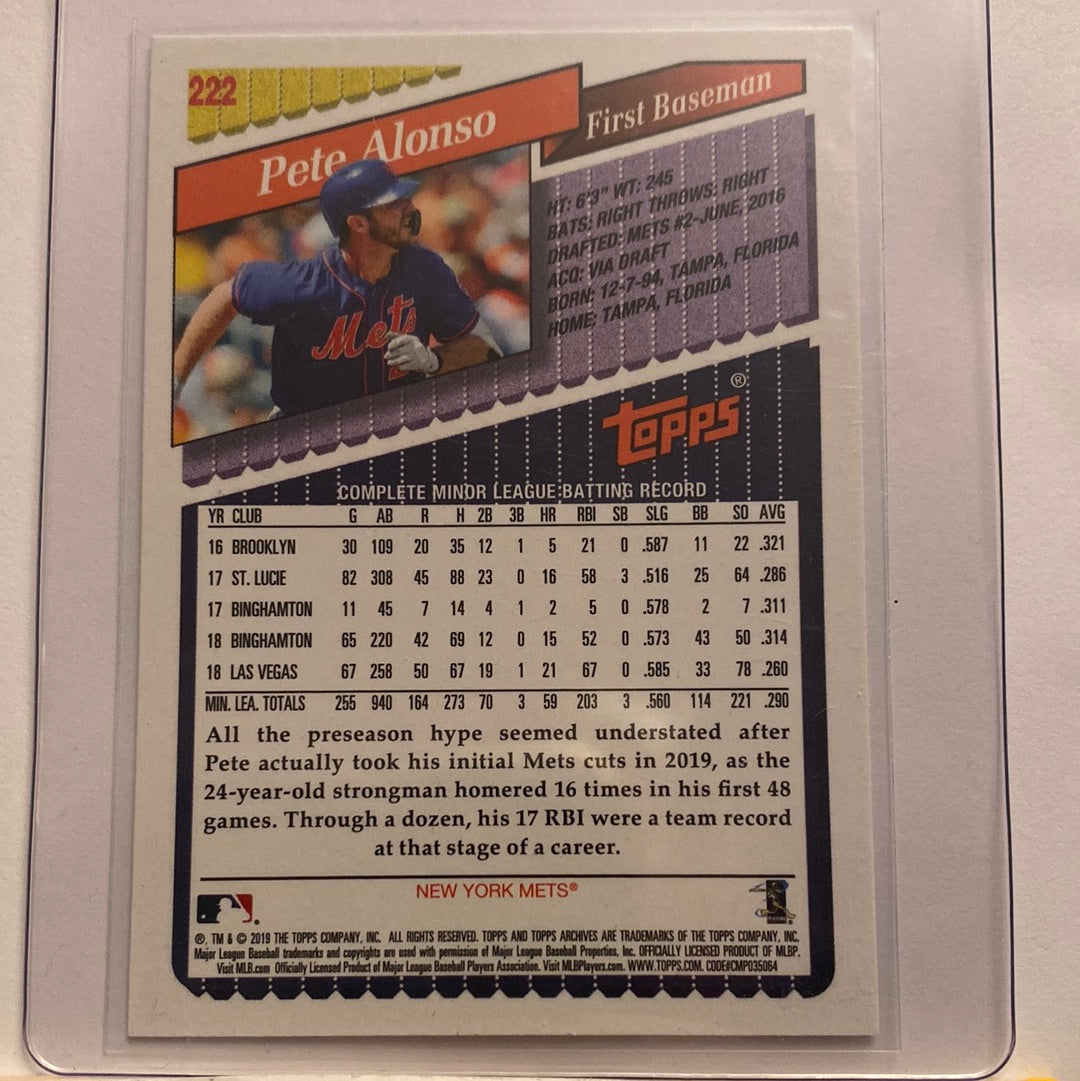 222
Pete Alonso
First Baseman
HT: 6'3" WT: 245
BATS: RIGHT THROWS: RIGHT
DRAFTED: METS #2-JUNE, 2016
ACQ: VIA DRAFT
BORN: 12-7-94, TAMPA, FLORIDA
HOME: TAMPA, FLORIDA
Mets
TOPPS®
COMPLETE MINOR LEAGUE BATTING RECORD
YR CLUB G AB R H 2B 3B HR RBI SB SLG BB SO AVG
16 BROOKLYN 30 109 20 35 12 1 5 21 0 .587 11 22 .321
17 ST. LUCIE 82 308 45 88 23 0 16 58 3 .516 25 64 .286
17 BINGHAMTON 11 45 7 14 4 1 2 5 0 .578 2 7 .311
18 BINGHAMTON 65 220 42 69 12 0 15 52 0 .573 43 50 .314
18 LAS VEGAS 67 258 50 67 19 1 21 67 0 .585 33 78 .260
MIN. LEA. TOTALS 255 940 164 273 70 3 59 203 3 .560 114 221 .290
All the preseason hype seemed understated after
Pete actually took his initial Mets cuts in 2019, as the
24-year-old strongman homered 16 times in his first 48
games. Through a dozen, his 17 RBI were a team record
at that stage of a career.
NEW YORK METS®
®, TM & © 2019 THE TOPPS COMPANY, INC. ALL RIGHTS RESERVED. TOPPS AND TOPPS ARCHIVES ARE TRADEMARKS OF THE TOPPS COMPANY, INC.
Major League Baseball trademarks and copyrights are used with permission of Major League Baseball Properties, Inc. OFFICIALLY LICENSED PRODUCT OF MLBP.
Visit MLB.com Officially Licensed Product of Major League Baseball Players Association. Visit MLBPlayers.com. WWW.TOPPS.COM. CODE#CMP035064